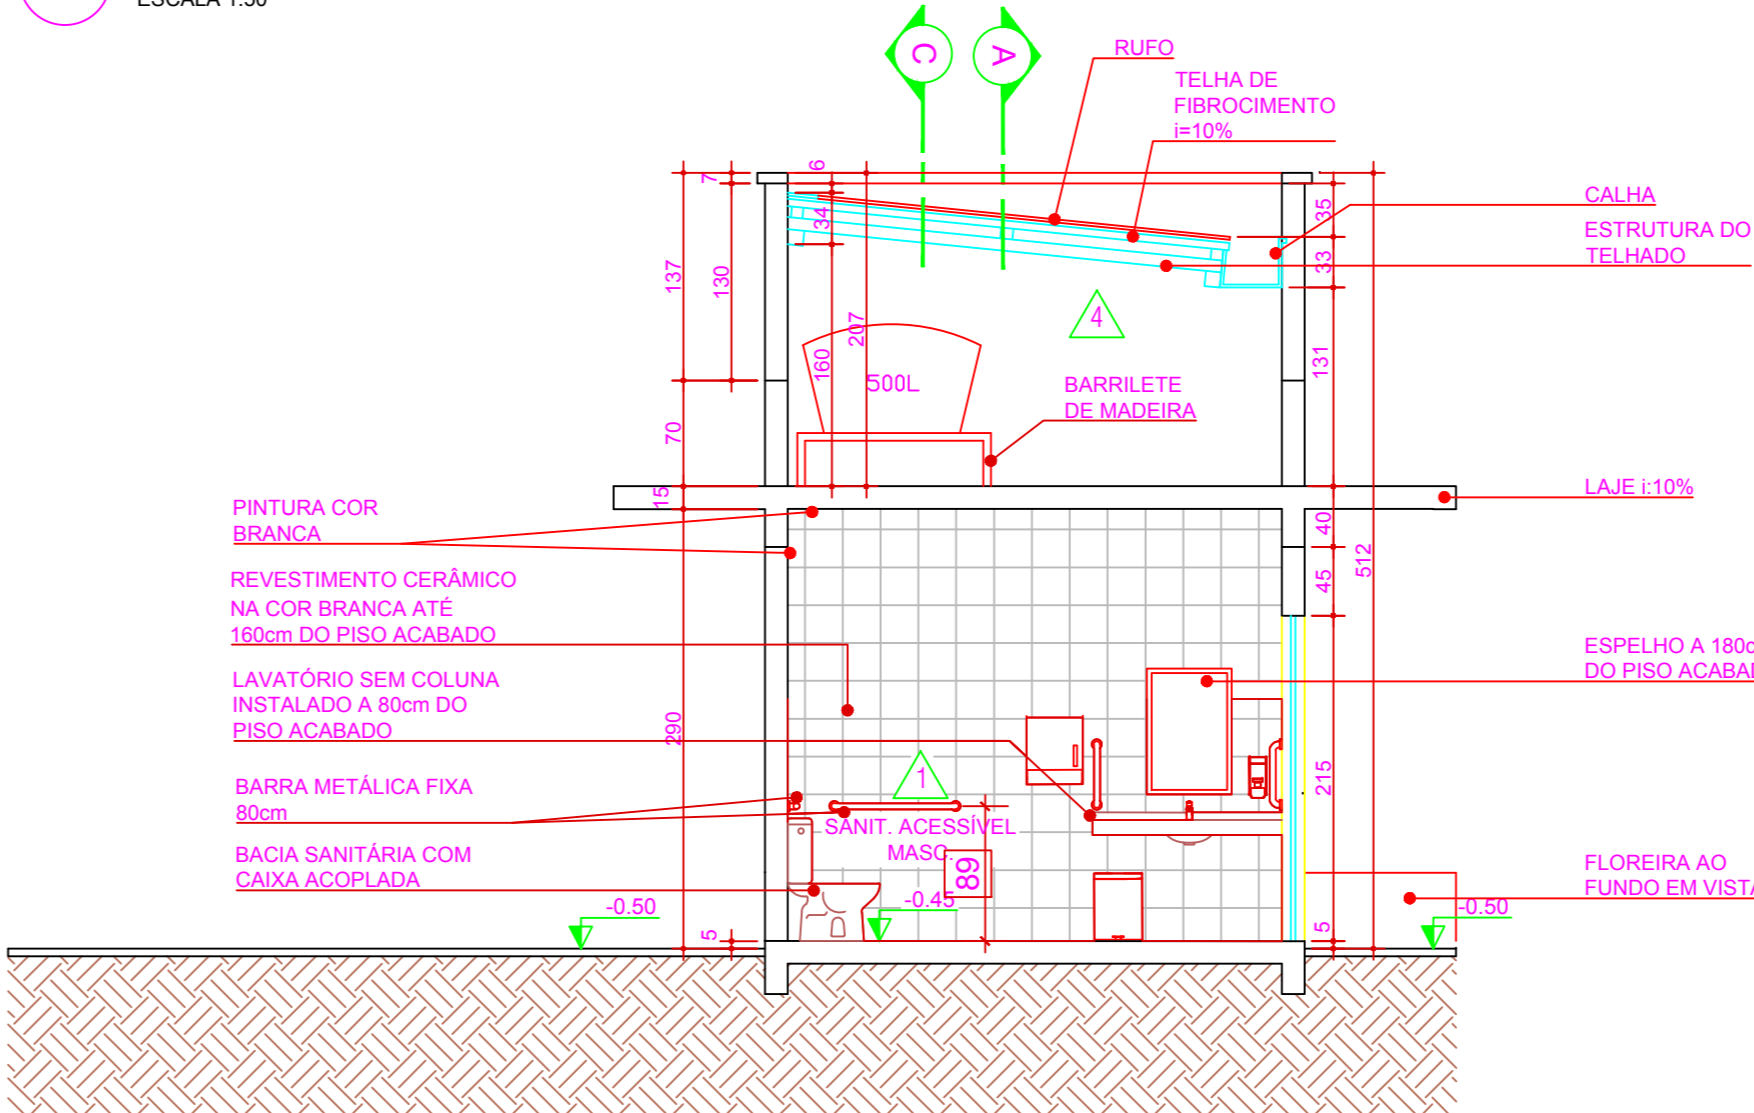 ESCALA 1:50
C
A
RUFO
TELHA DE
FIBROCIMENTO
i=10%
CALHA
ESTRUTURA DO
TELHADO
7
6
34
35
33
137
130
207
160
131
4
500L
BARRILETE
DE MADEIRA
70
15
LAJE i:10%
PINTURA COR
BRANCA
40
45
512
REVESTIMENTO CERÂMICO
NA COR BRANCA ATÉ
160cm DO PISO ACABADO
ESPELHO A 180c
DO PISO ACABAD
LAVATÓRIO SEM COLUNA
INSTALADO A 80cm DO
PISO ACABADO
290
215
1
BARRA METÁLICA FIXA
80cm
SANIT. ACESSÍVEL
MASC.
89
BACIA SANITÁRIA COM
CAIXA ACOPLADA
FLOREIRA AO
FUNDO EM VISTA
-0.50
-0.45
-0.50
5
5